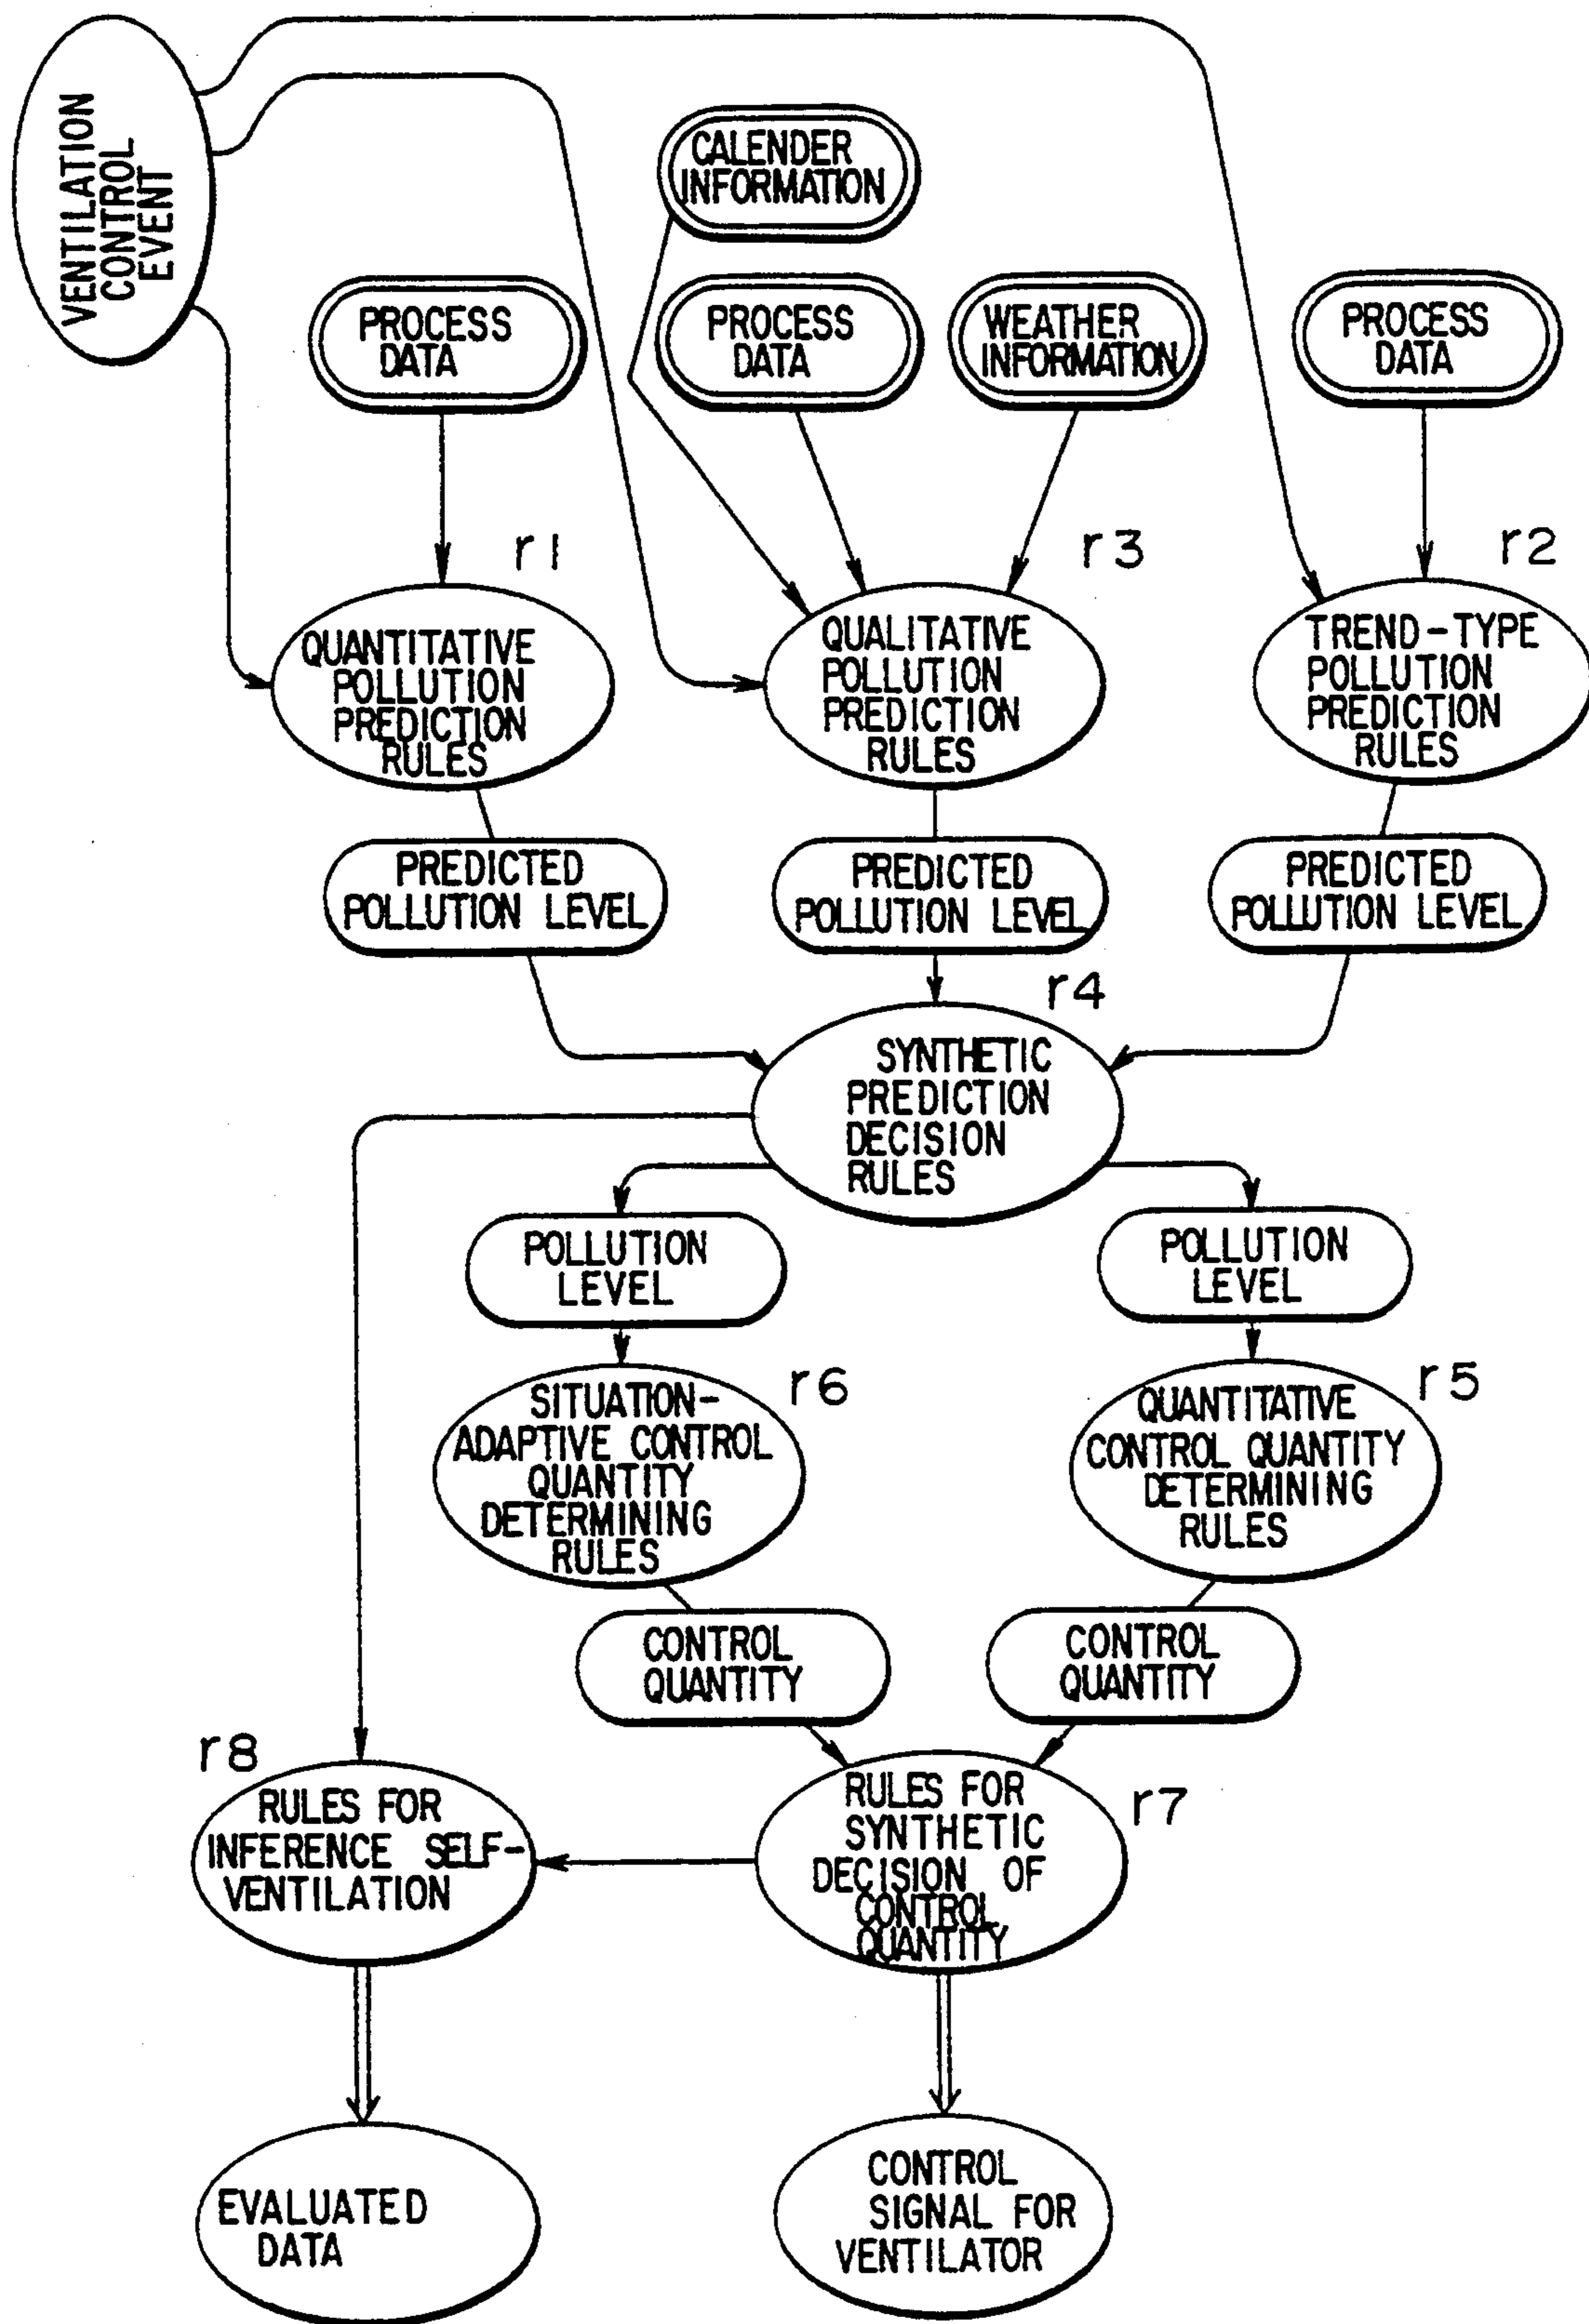 VENTILATION
CONTROL
EVENT
CALENDER
INFORMATION
PROCESS
DATA
PROCESS
DATA
WEATHER
INFORMATION
PROCESS
DATA
r1
r3
r2
QUANTITATIVE
POLLUTION
PREDICTION
RULES
QUALITATIVE
POLLUTION
PREDICTION
RULES
TREND-TYPE
POLLUTION
PREDICTION
RULES
PREDICTED
POLLUTION LEVEL
PREDICTED
POLLUTION LEVEL
PREDICTED
POLLUTION LEVEL
r4
SYNTHETIC
PREDICTION
DECISION
RULES
POLLUTION
LEVEL
POLLUTION
LEVEL
r6
SITUATION-
ADAPTIVE CONTROL
QUANTITY
DETERMINING
RULES
r5
QUANTITATIVE
CONTROL QUANTITY
DETERMINING
RULES
CONTROL
QUANTITY
CONTROL
QUANTITY
r8
RULES FOR
INFERENCE SELF-
VENTILATION
RULES FOR
SYNTHETIC
DECISION OF
CONTROL
QUANTITY
r7
EVALUATED
DATA
CONTROL
SIGNAL FOR
VENTILATOR